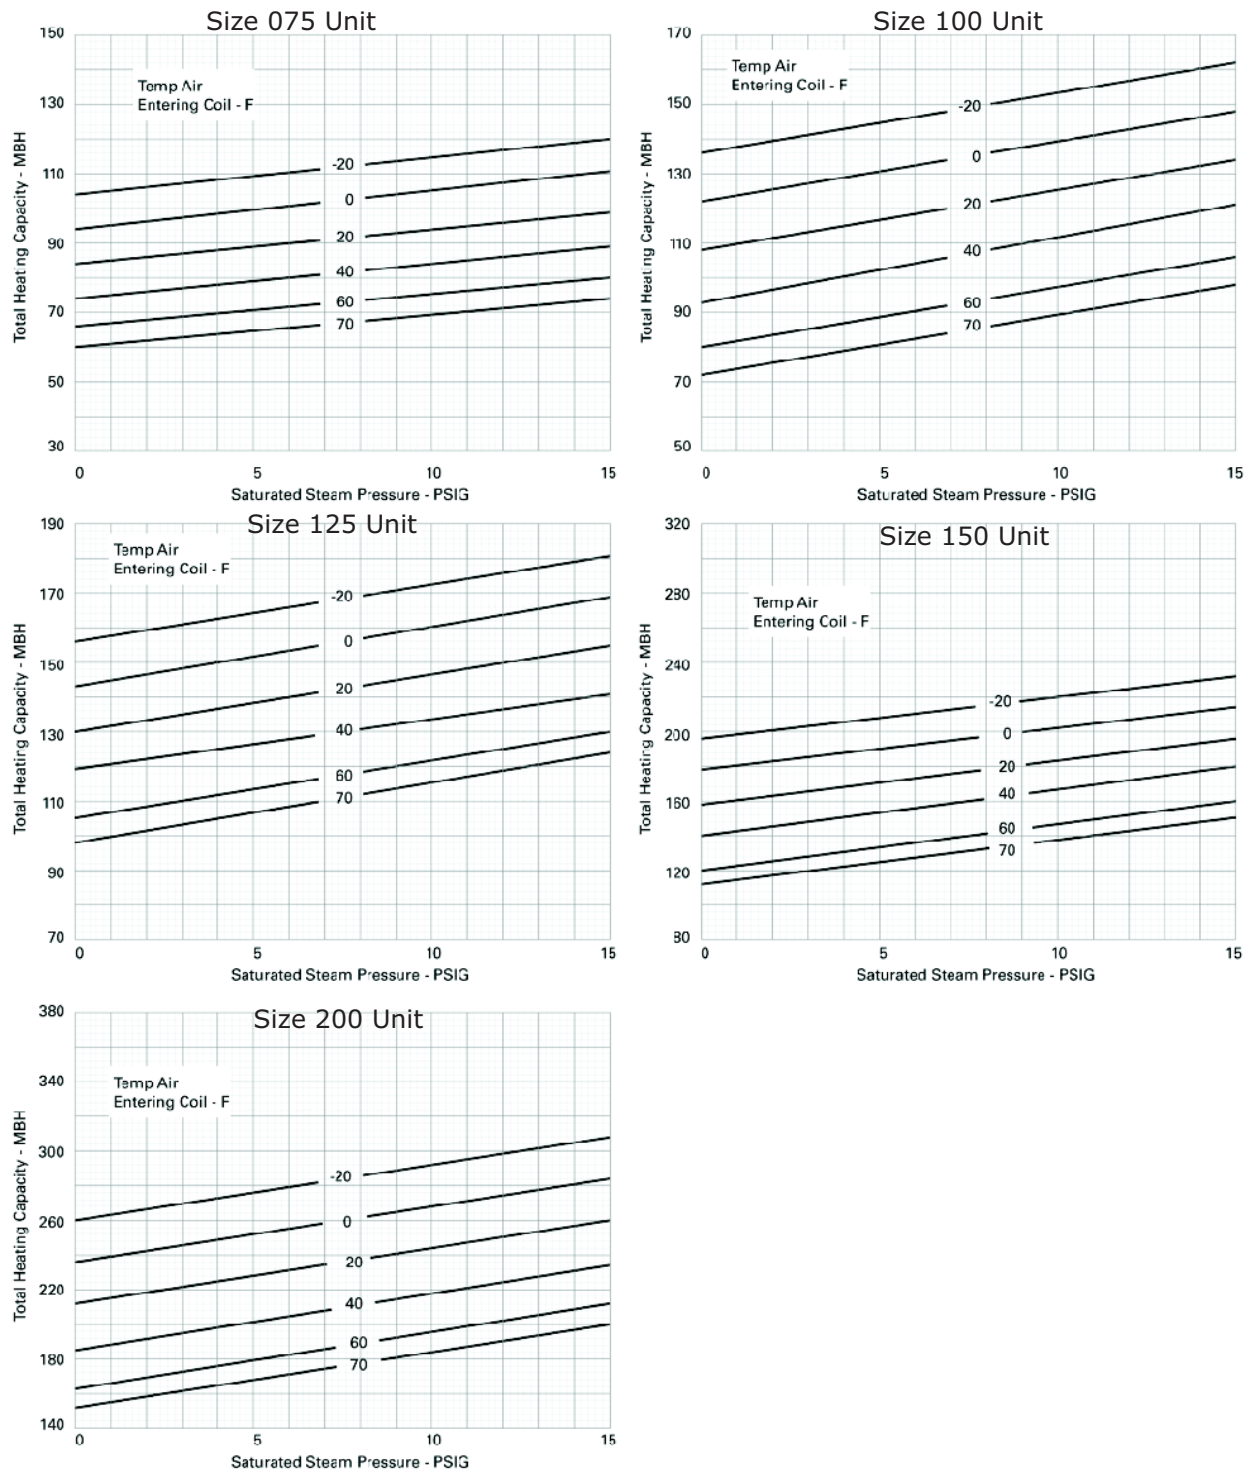 Size 075 Unit
150
130
110
90
70
50
30
Total Heating Capacity - MBH
Temp Air
Entering Coil - F
-20
0
20
40
60
70
0 5 10 15
Saturated Steam Pressure - PSIG
Size 100 Unit
170
150
130
110
90
70
50
Total Heating Capacity - MBH
Temp Air
Entering Coil - F
-20
0
20
40
60
70
0 5 10 15
Saturated Steam Pressure - PSIG
Size 125 Unit
190
170
150
130
110
90
70
Total Heating Capacity - MBH
Temp Air
Entering Coil - F
-20
0
20
40
60
70
0 5 10 15
Saturated Steam Pressure - PSIG
Size 150 Unit
320
280
240
200
160
120
80
Total Heating Capacity - MBH
Temp Air
Entering Coil - F
-20
0
20
40
60
70
0 5 10 15
Saturated Steam Pressure - PSIG
Size 200 Unit
380
340
300
260
220
180
140
Total Heating Capacity - MBH
Temp Air
Entering Coil - F
-20
0
20
40
60
70
0 5 10 15
Saturated Steam Pressure - PSIG